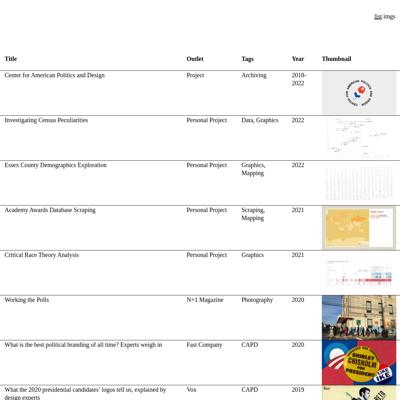 list imgs
Title Outlet Tags Year Thumbnail
Center for American Politics and Design Project Archiving 2018-
2022
Investigating Census Peculiarities Personal Project Data, Graphics 2022
Essex County Demographics Exploration Personal Project Graphics, 2022
Mapping
Academy Awards Database Scraping Personal Project Scraping, 2021
Mapping
Critical Race Theory Analysis Personal Project Graphics 2021
Working the Polls N+1 Magazine Photography 2020
What is the best political branding of all time? Experts weigh in Fast Company CAPD 2020
SHIRLEY
CHISHOLM
FOR
PRESIDENT
IKE
What the 2020 presidential candidates' logos tell us, explained by Vox CAPD 2019
design experts